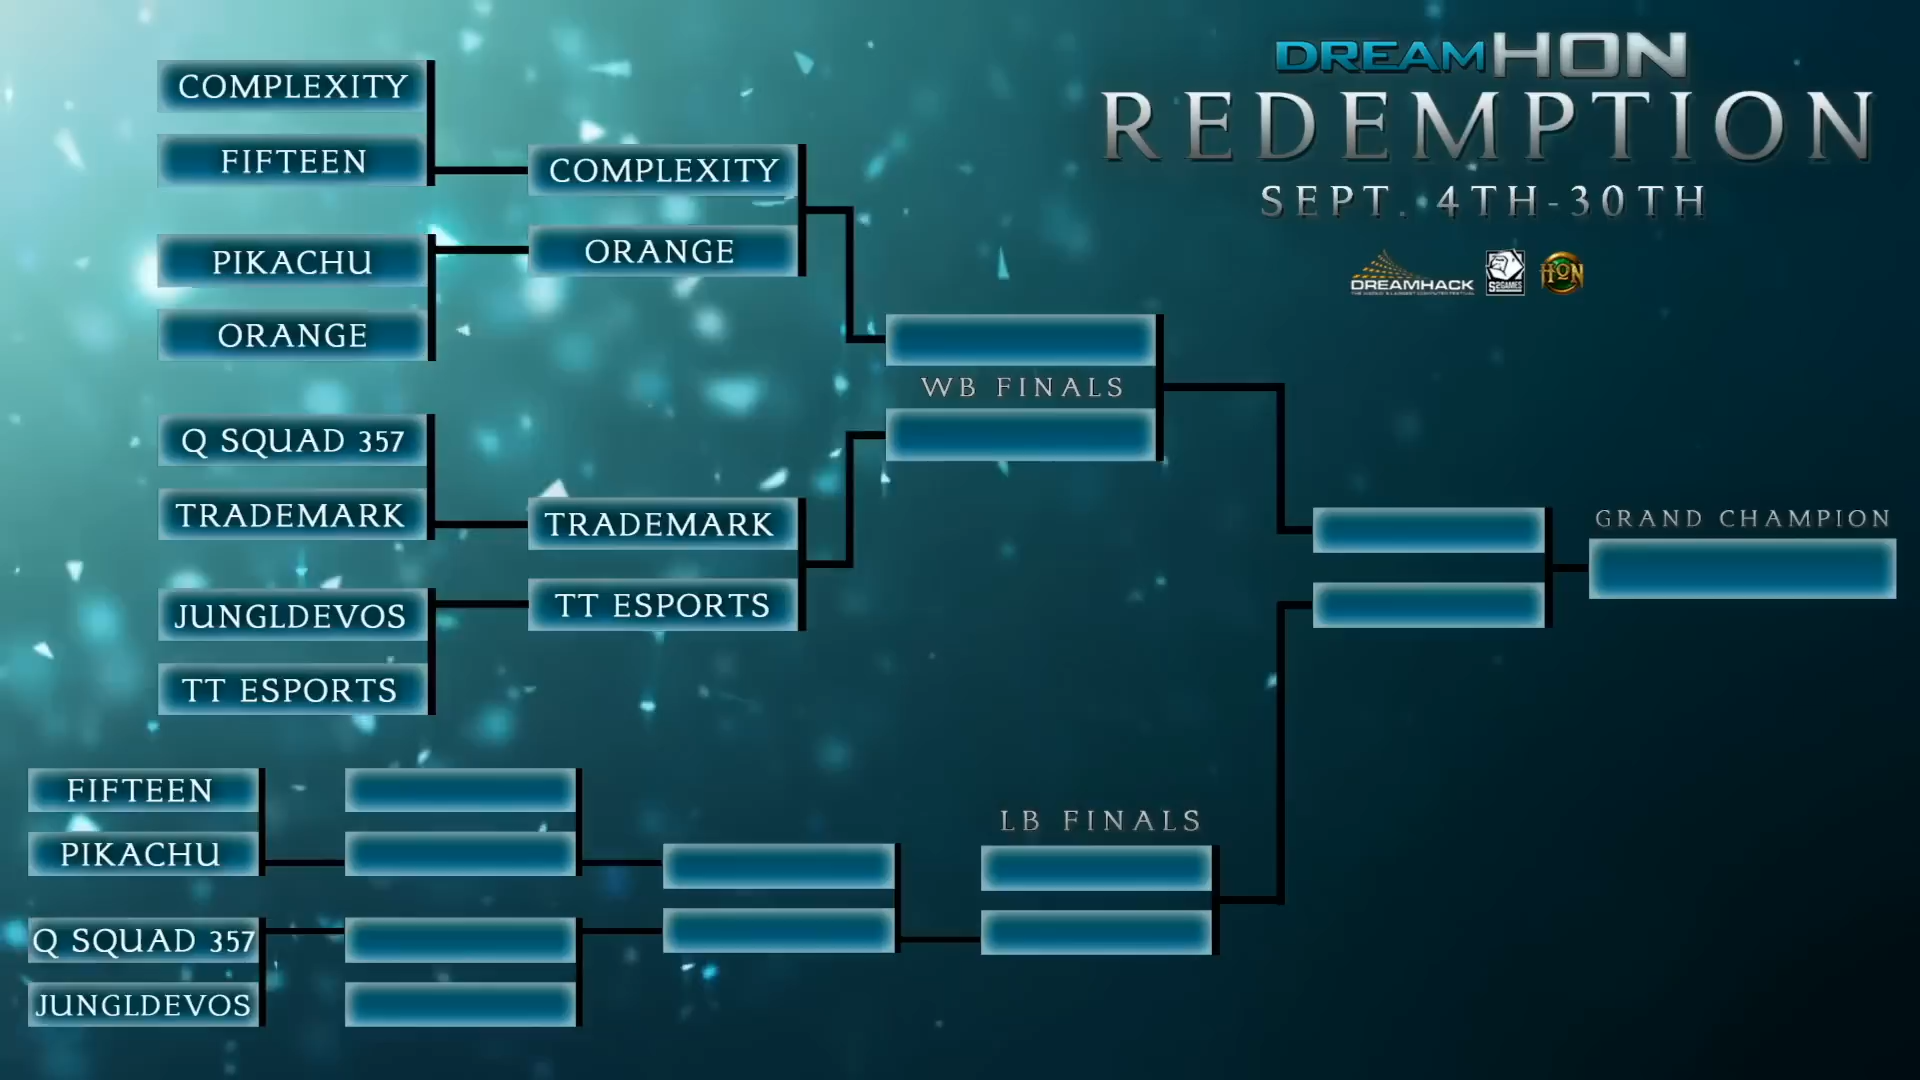 DREAMHON
REDEMPTION
SEPT. 4TH-30TH
DREAMHACK
S2GAMES
HON
COMPLEXITY
FIFTEEN
PIKACHU
ORANGE
Q SQUAD 357
TRADEMARK
JUNGLDEVOS
TT ESPORTS
COMPLEXITY
ORANGE
TRADEMARK
TT ESPORTS
WB FINALS
GRAND CHAMPION
FIFTEEN
PIKACHU
Q SQUAD 357
JUNGLDEVOS
LB FINALS